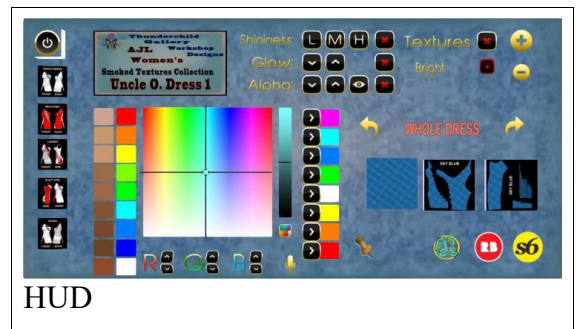 Thunderchild
Gallery
AJL Workshop
Designs
Women's
Smoked Textures Collection
Uncle O. Dress 1
Shininess: L M H
Glow:
Alpha:
Textures
Bright
WHOLE DRESS
SKY BLUE
SKY BLUE
R G B
RB
s6
HUD